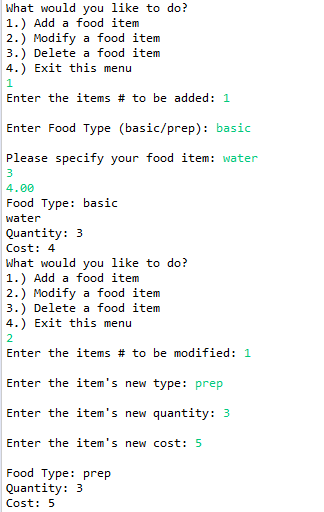 What would you like to do?
1.) Add a food item
2.) Modify a food item
3.) Delete a food item
4.) Exit this menu
1
Enter the items # to be added: 1
Enter Food Type (basic/prep): basic
Please specify your food item: water
3
4.00
Food Type: basic
water
Quantity: 3
Cost: 4
What would you like to do?
1.) Add a food item
2.) Modify a food item
3.) Delete a food item
4.) Exit this menu
2
Enter the items # to be modified: 1
Enter the item's new type: prep
Enter the item's new quantity: 3
Enter the item's new cost: 5
Food Type: prep
Quantity: 3
Cost: 5